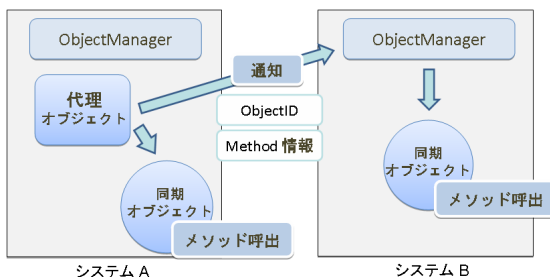 ObjectManager
代理
オブジェクト
同期
オブジェクト
メソッド呼出
システム A
通知
ObjectID
Method 情報
ObjectManager
同期
オブジェクト
メソッド呼出
システム B